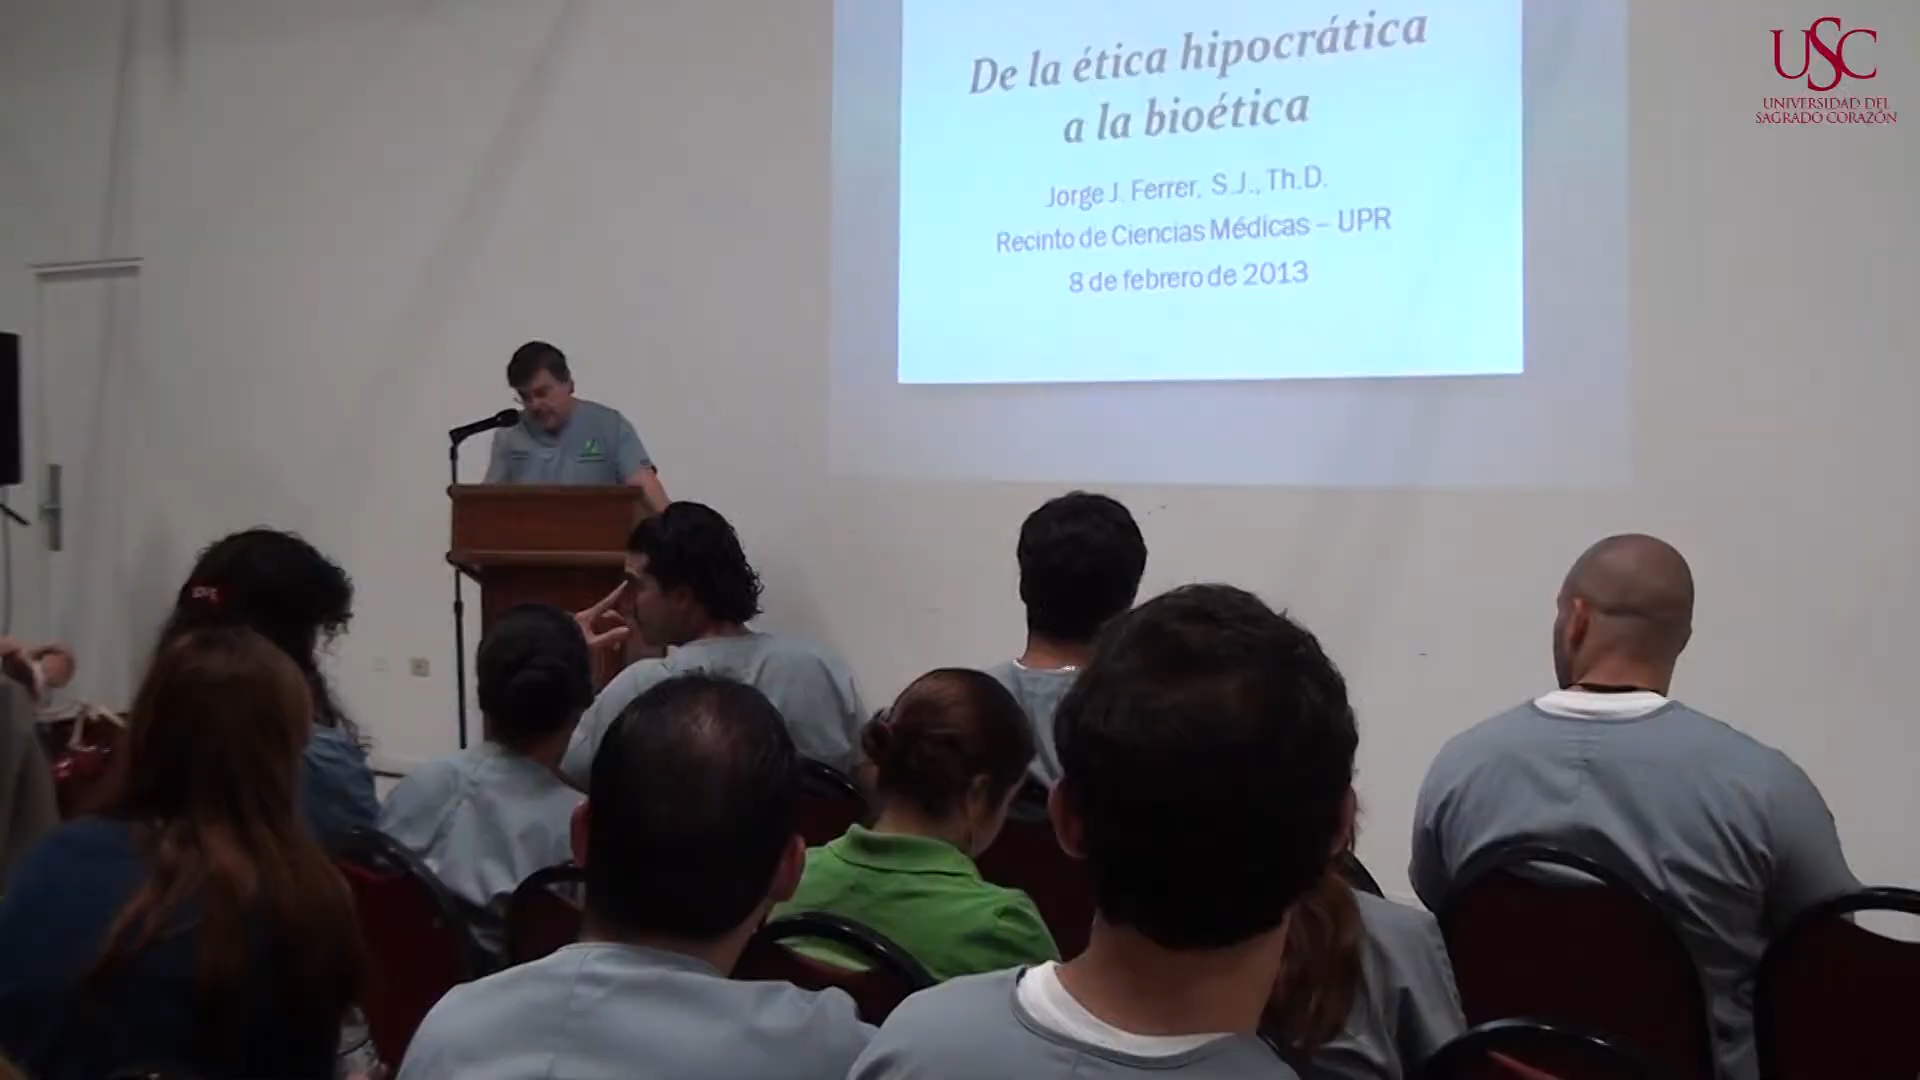 De la ética hipocrática
a la bioética
Jorge J. Ferrer, S.J., Th.D.
Recinto de Ciencias Médicas – UPR
8 de febrero de 2013
USC
UNIVERSIDAD DEL
SAGRADO CORAZÓN